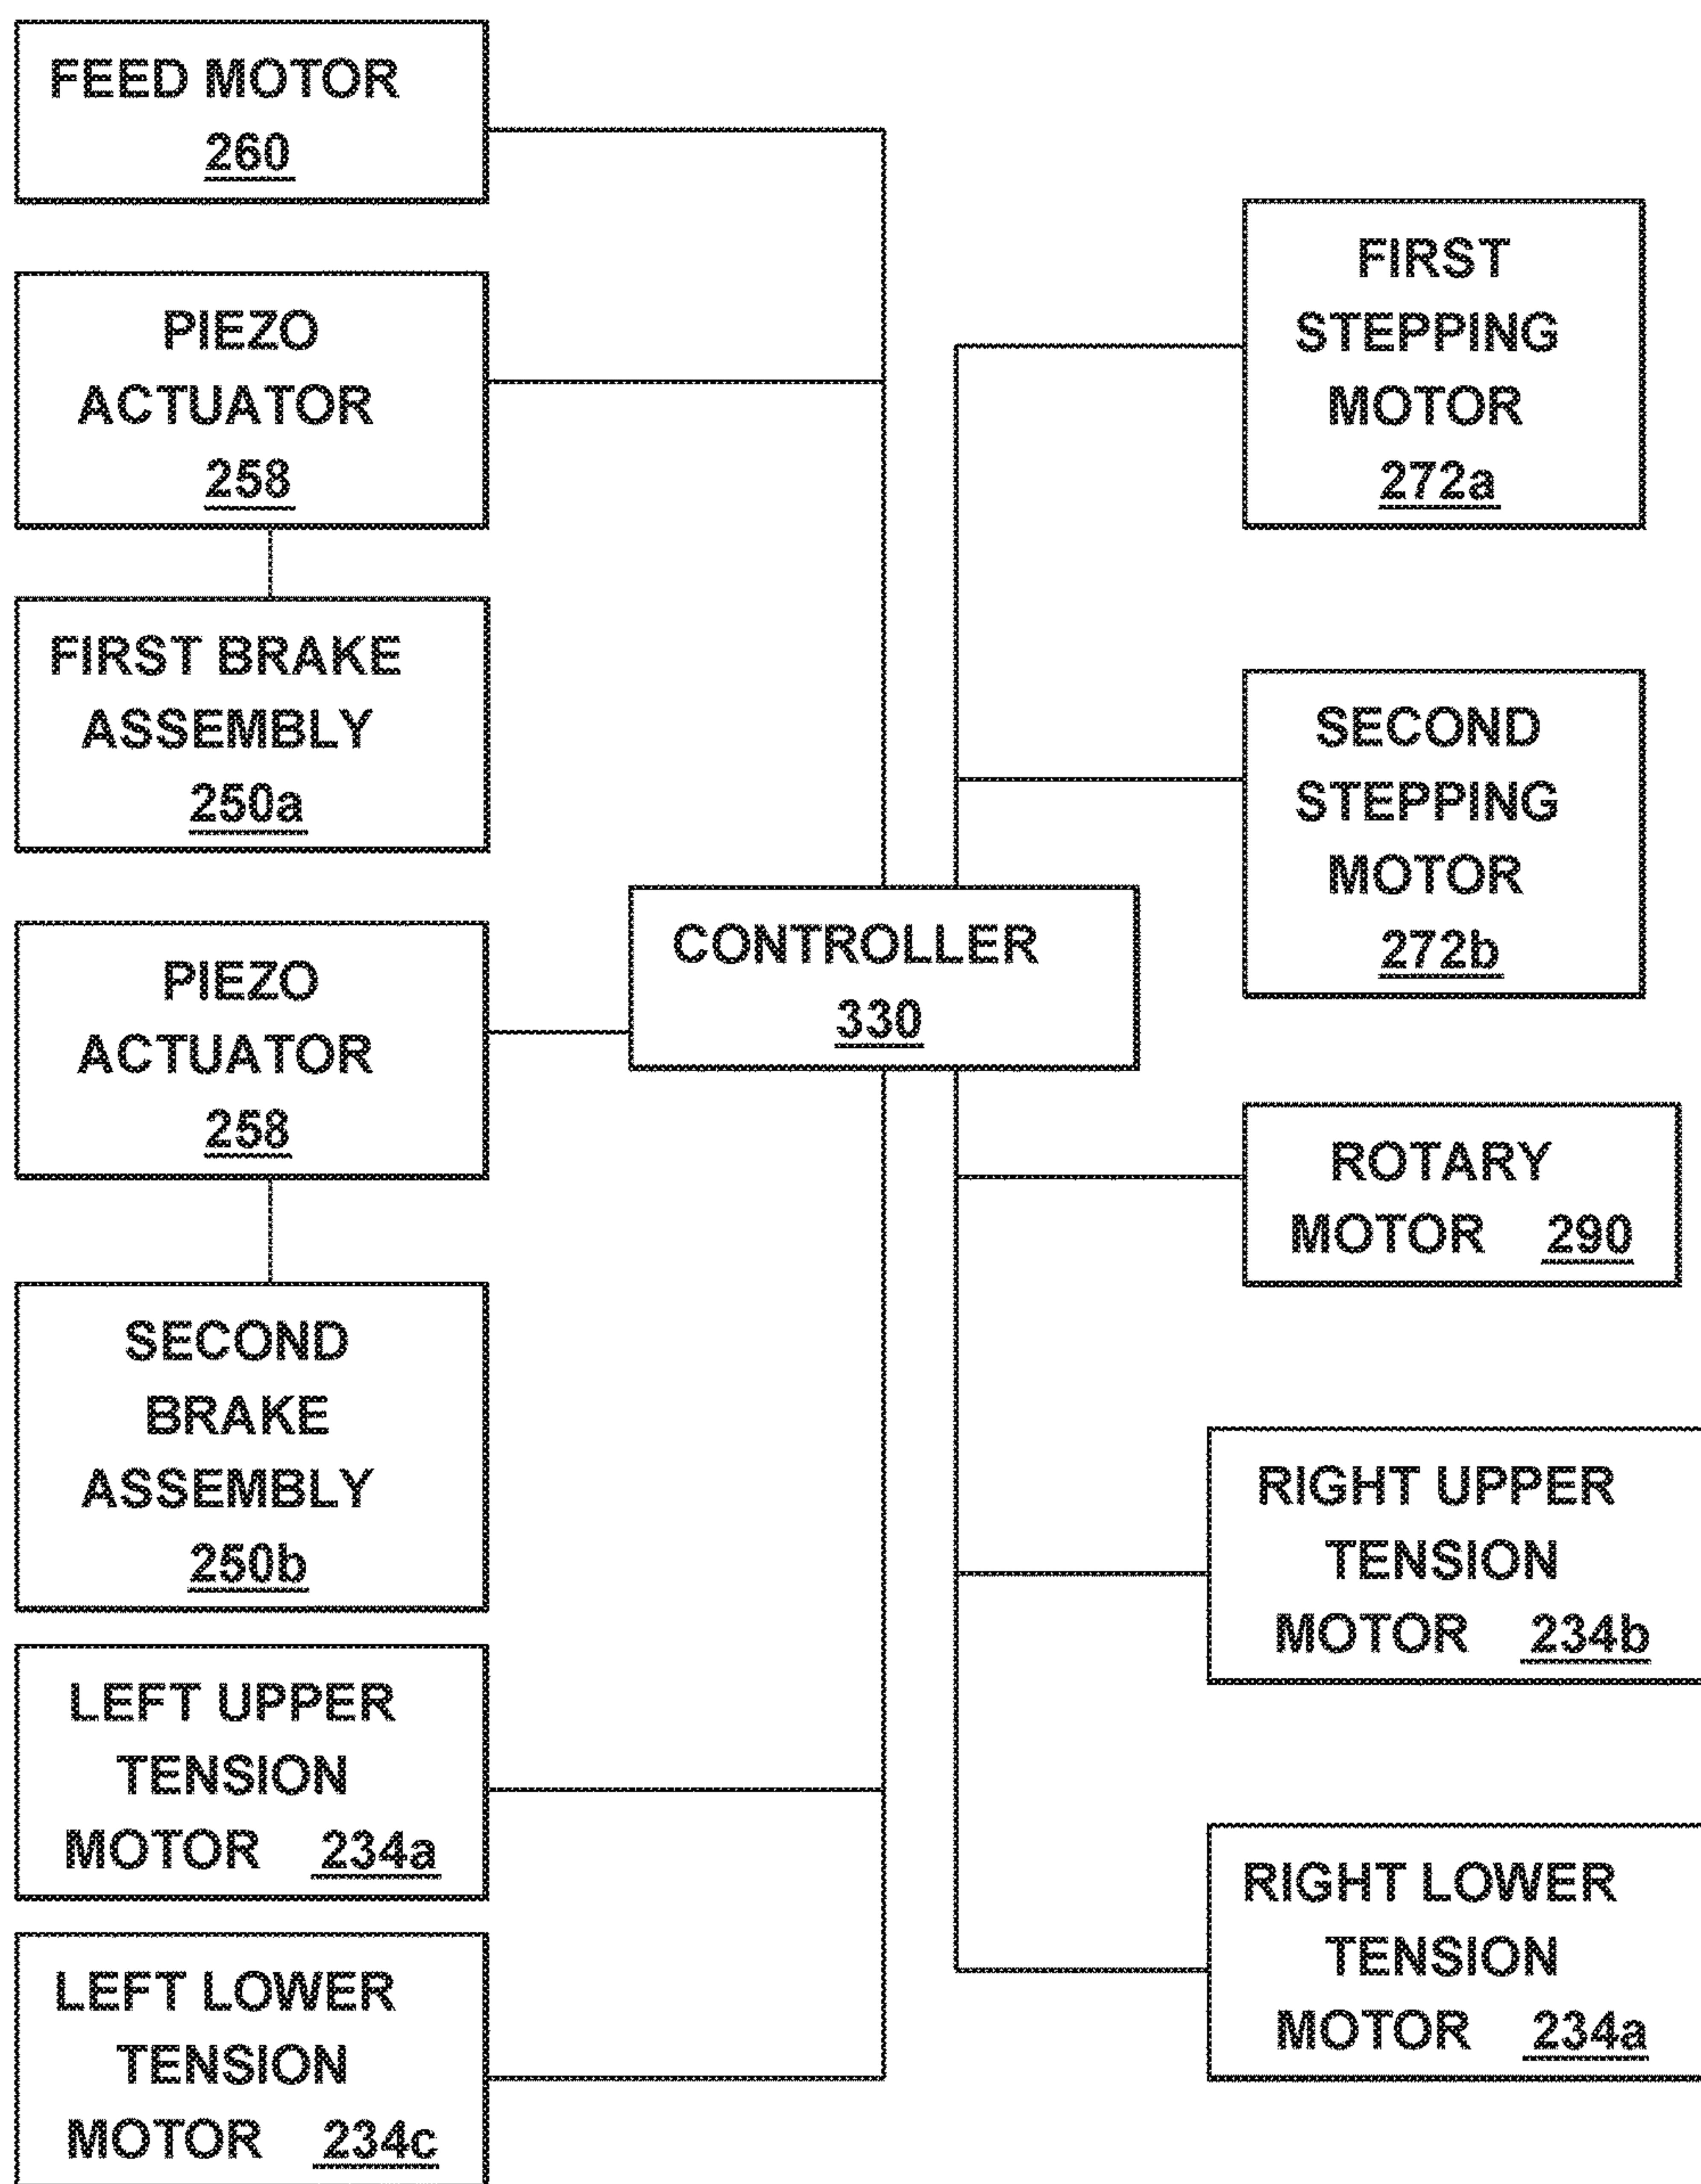 FEED MOTOR
260
PIEZO
ACTUATOR
258
FIRST BRAKE
ASSEMBLY
250a
PIEZO
ACTUATOR
258
SECOND
BRAKE
ASSEMBLY
250b
LEFT UPPER
TENSION
MOTOR 234a
LEFT LOWER
TENSION
MOTOR 234c
CONTROLLER
330
FIRST
STEPPING
MOTOR
272a
SECOND
STEPPING
MOTOR
272b
ROTARY
MOTOR 290
RIGHT UPPER
TENSION
MOTOR 234b
RIGHT LOWER
TENSION
MOTOR 234a